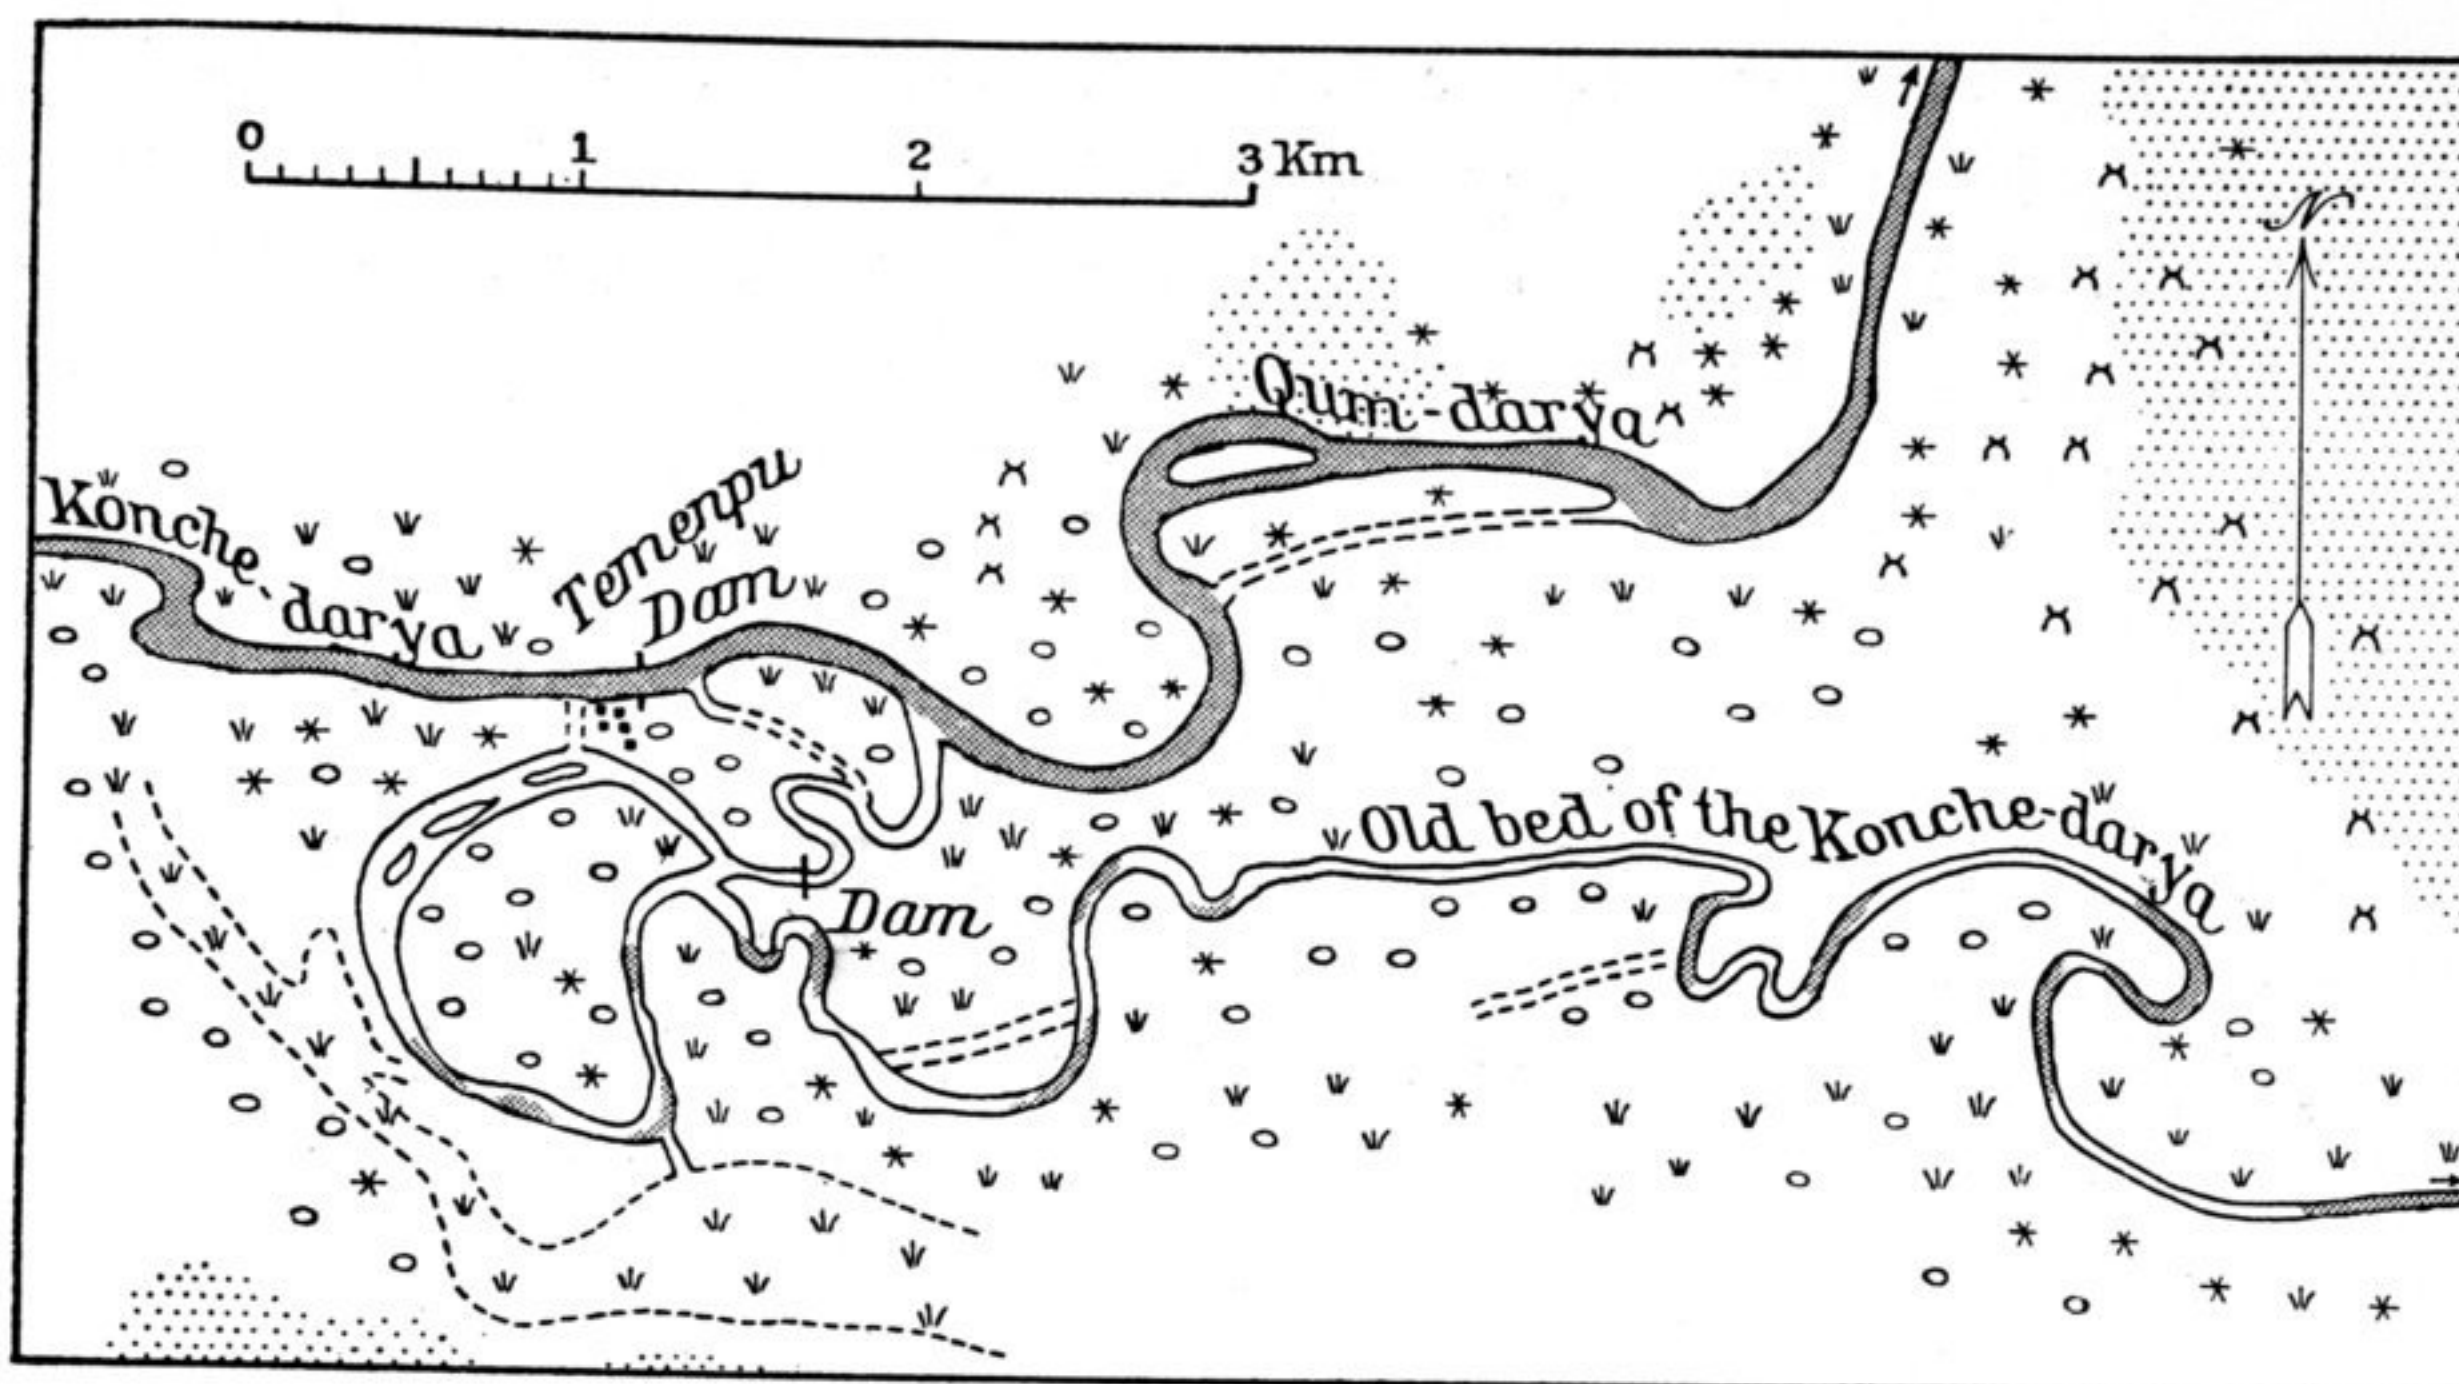 0 1 2 3 Km
N
Qum-darya
Konche-darya
Temenpu
Dam
Old bed of the Konche-darya
Dam